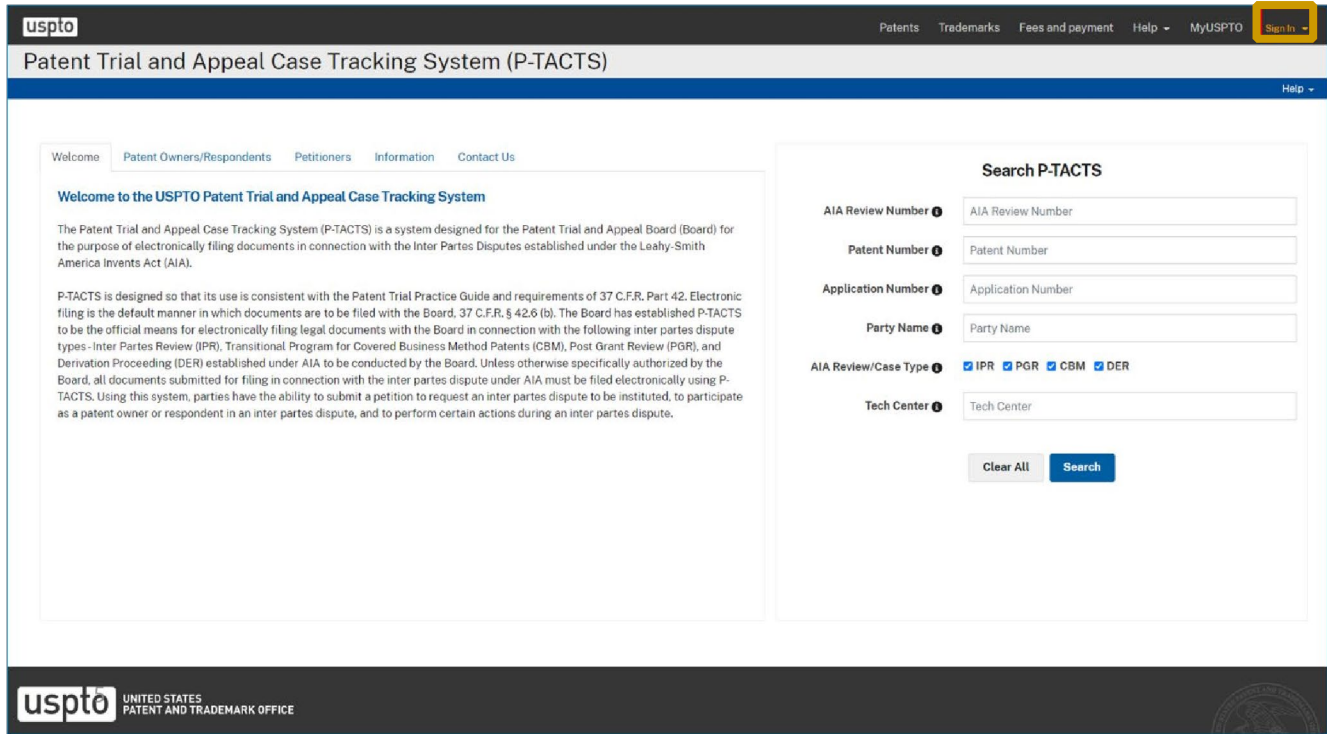 uspto
Patents Trademarks Fees and payment Help MyUSPTO Sign In
Patent Trial and Appeal Case Tracking System (P-TACTS)
Help
Welcome Patent Owners/Respondents Petitioners Information Contact Us
Welcome to the USPTO Patent Trial and Appeal Case Tracking System
The Patent Trial and Appeal Case Tracking System (P-TACTS) is a system designed for the Patent Trial and Appeal Board (Board) for
the purpose of electronically filing documents in connection with the Inter Partes Disputes established under the Leahy-Smith
America Invents Act (AIA).
P-TACTS is designed so that its use is consistent with the Patent Trial Practice Guide and requirements of 37 C.F.R. Part 42. Electronic
filing is the default manner in which documents are to be filed with the Board, 37 C.F.R. § 42.6 (b). The Board has established P-TACTS
to be the official means for electronically filing legal documents with the Board in connection with the following inter partes dispute
types - Inter Partes Review (IPR), Transitional Program for Covered Business Method Patents (CBM), Post Grant Review (PGR), and
Derivation Proceeding (DER) established under AIA to be conducted by the Board. Unless otherwise specifically authorized by the
Board, all documents submitted for filing in connection with the inter partes dispute under AIA must be filed electronically using P-
TACTS. Using this system, parties have the ability to submit a petition to request an inter partes dispute to be instituted, to participate
as a patent owner or respondent in an inter partes dispute, and to perform certain actions during an inter partes dispute.
Search P-TACTS
AIA Review Number AIA Review Number
Patent Number Patent Number
Application Number Application Number
Party Name Party Name
AIA Review/Case Type IPR PGR CBM DER
Tech Center Tech Center
Clear All Search
uspto 5
UNITED STATES
PATENT AND TRADEMARK OFFICE